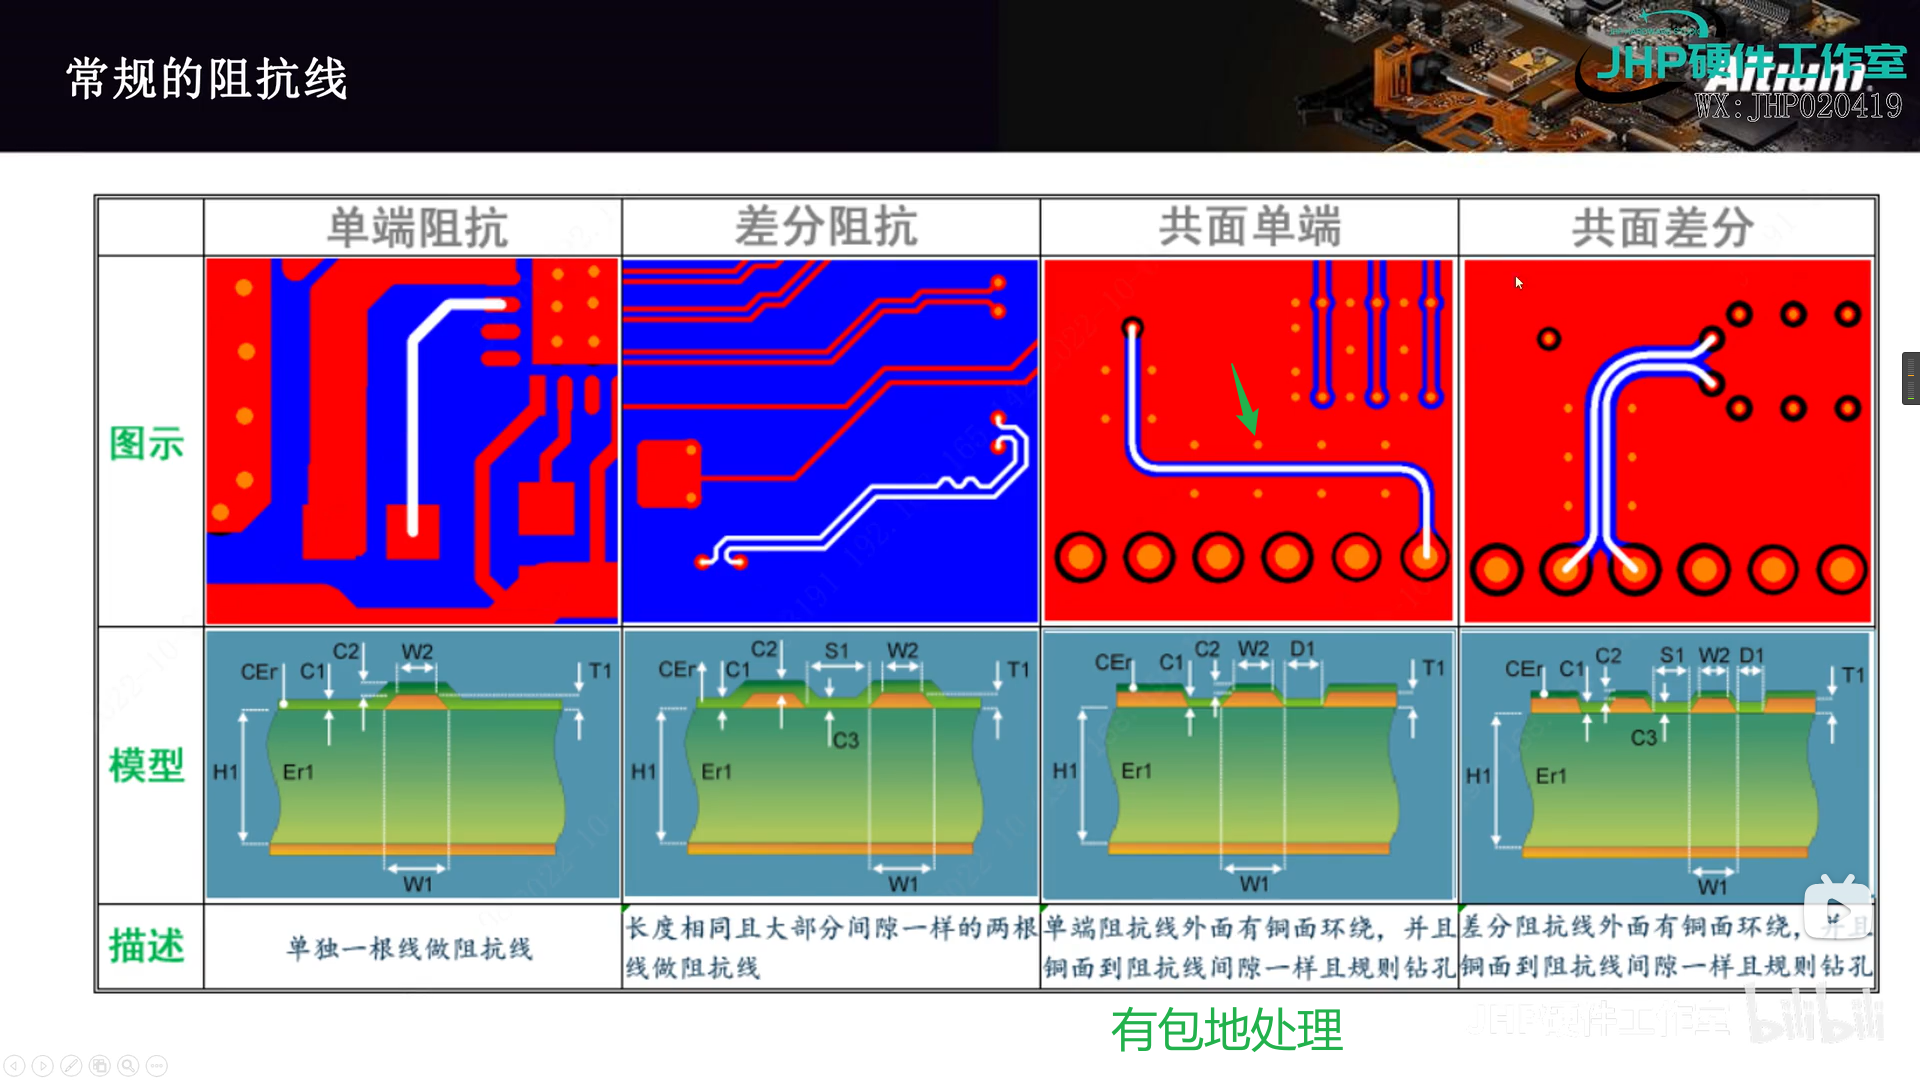 常规的阻抗线
JHP硬件工作室
Altium
WX:JHP020419
单端阻抗 差分阻抗 共面单端 共面差分
图示
模型
CEr C1 C2 W2 T1
H1 Er1
W1
CEr C1 C2 S1 W2 T1
C3
H1 Er1
W1
CEr C1 C2 W2 D1 T1
H1 Er1
W1
CEr C1 C2 S1 W2 D1 T1
C3
H1 Er1
W1
描述
单独一根线做阻抗线
长度相同且大部分间隙一样的两根
线做阻抗线
单端阻抗线外面有铜面环绕，并且
铜面到阻抗线间隙一样且规则钻孔
差分阻抗线外面有铜面环绕，并且
铜面到阻抗线间隙一样且规则钻孔
有包地处理
JHP硬件工作室
bilibili